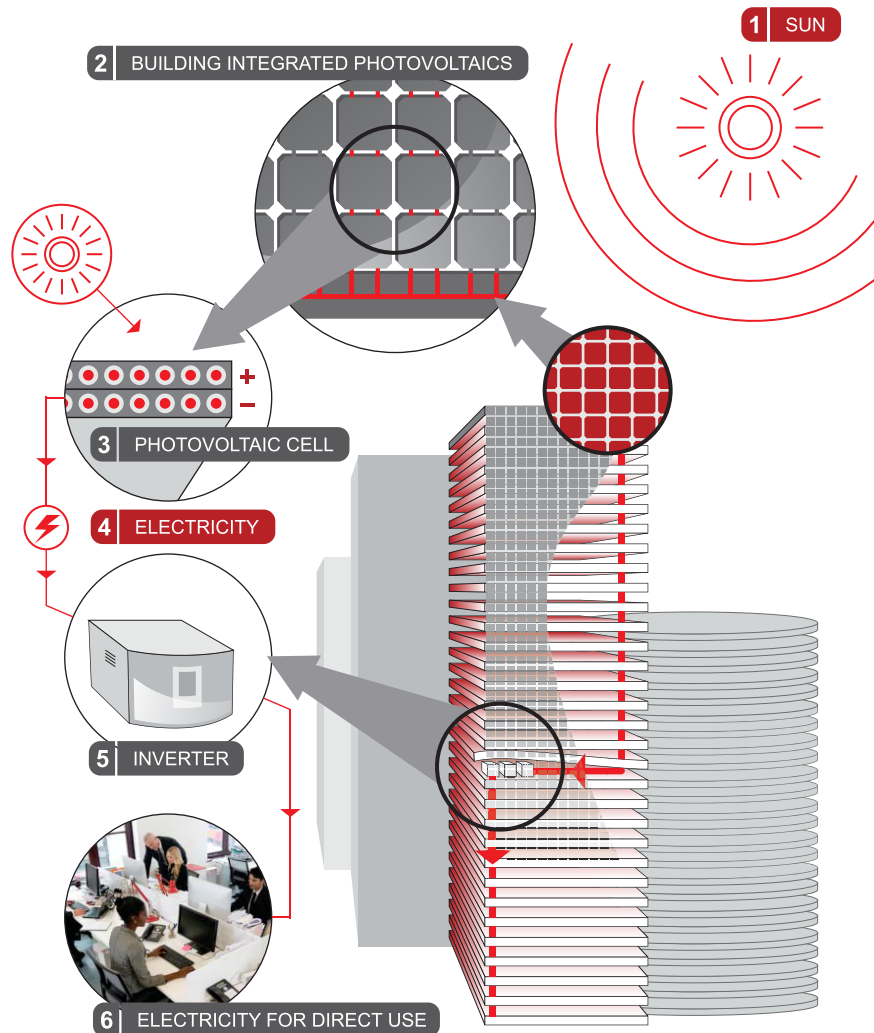 1 SUN
2 BUILDING INTEGRATED PHOTOVOLTAICS
+
−
3 PHOTOVOLTAIC CELL
4 ELECTRICITY
5 INVERTER
6 ELECTRICITY FOR DIRECT USE